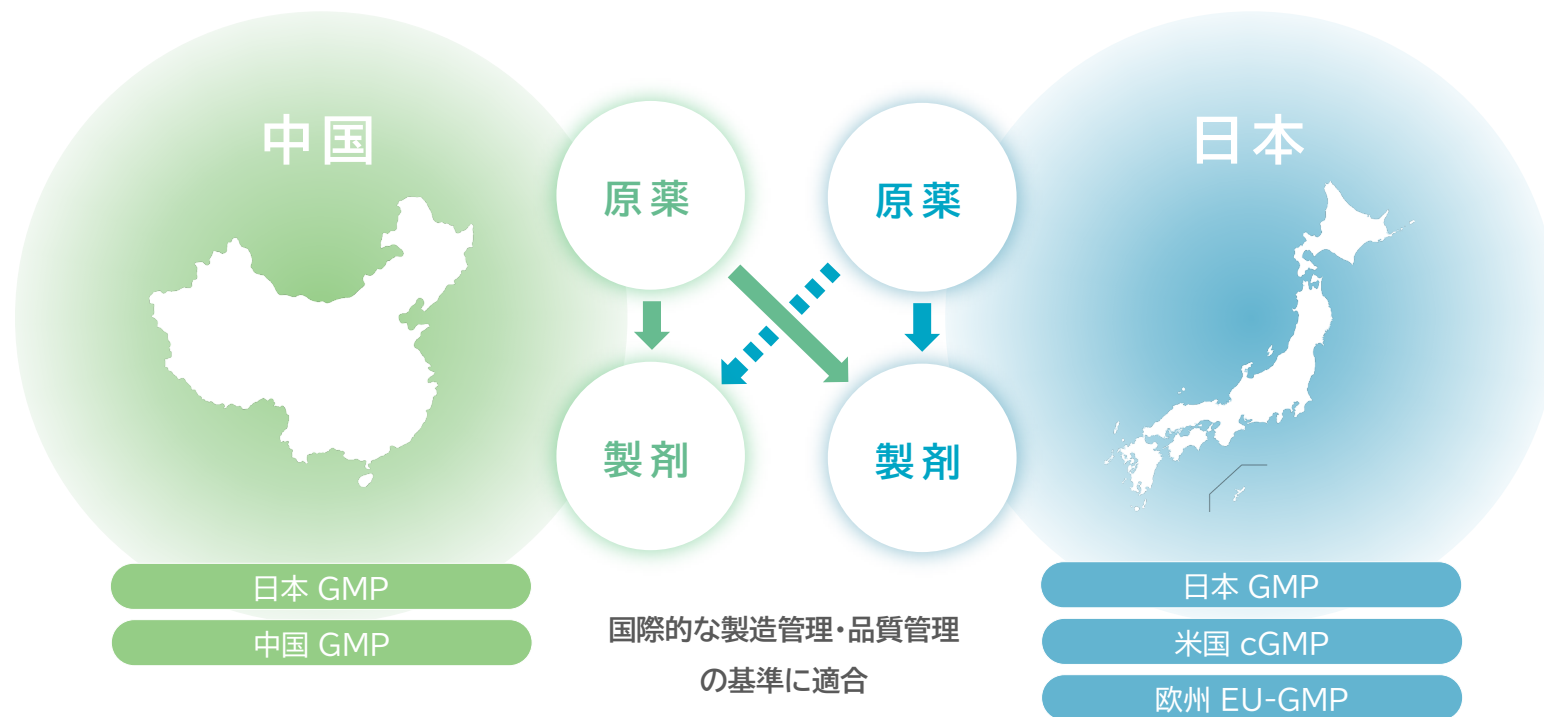 中国
日本
原薬
原薬
製剤
製剤
日本 GMP
中国 GMP
国際的な製造管理・品質管理
の基準に適合
日本 GMP
米国 cGMP
欧州 EU-GMP